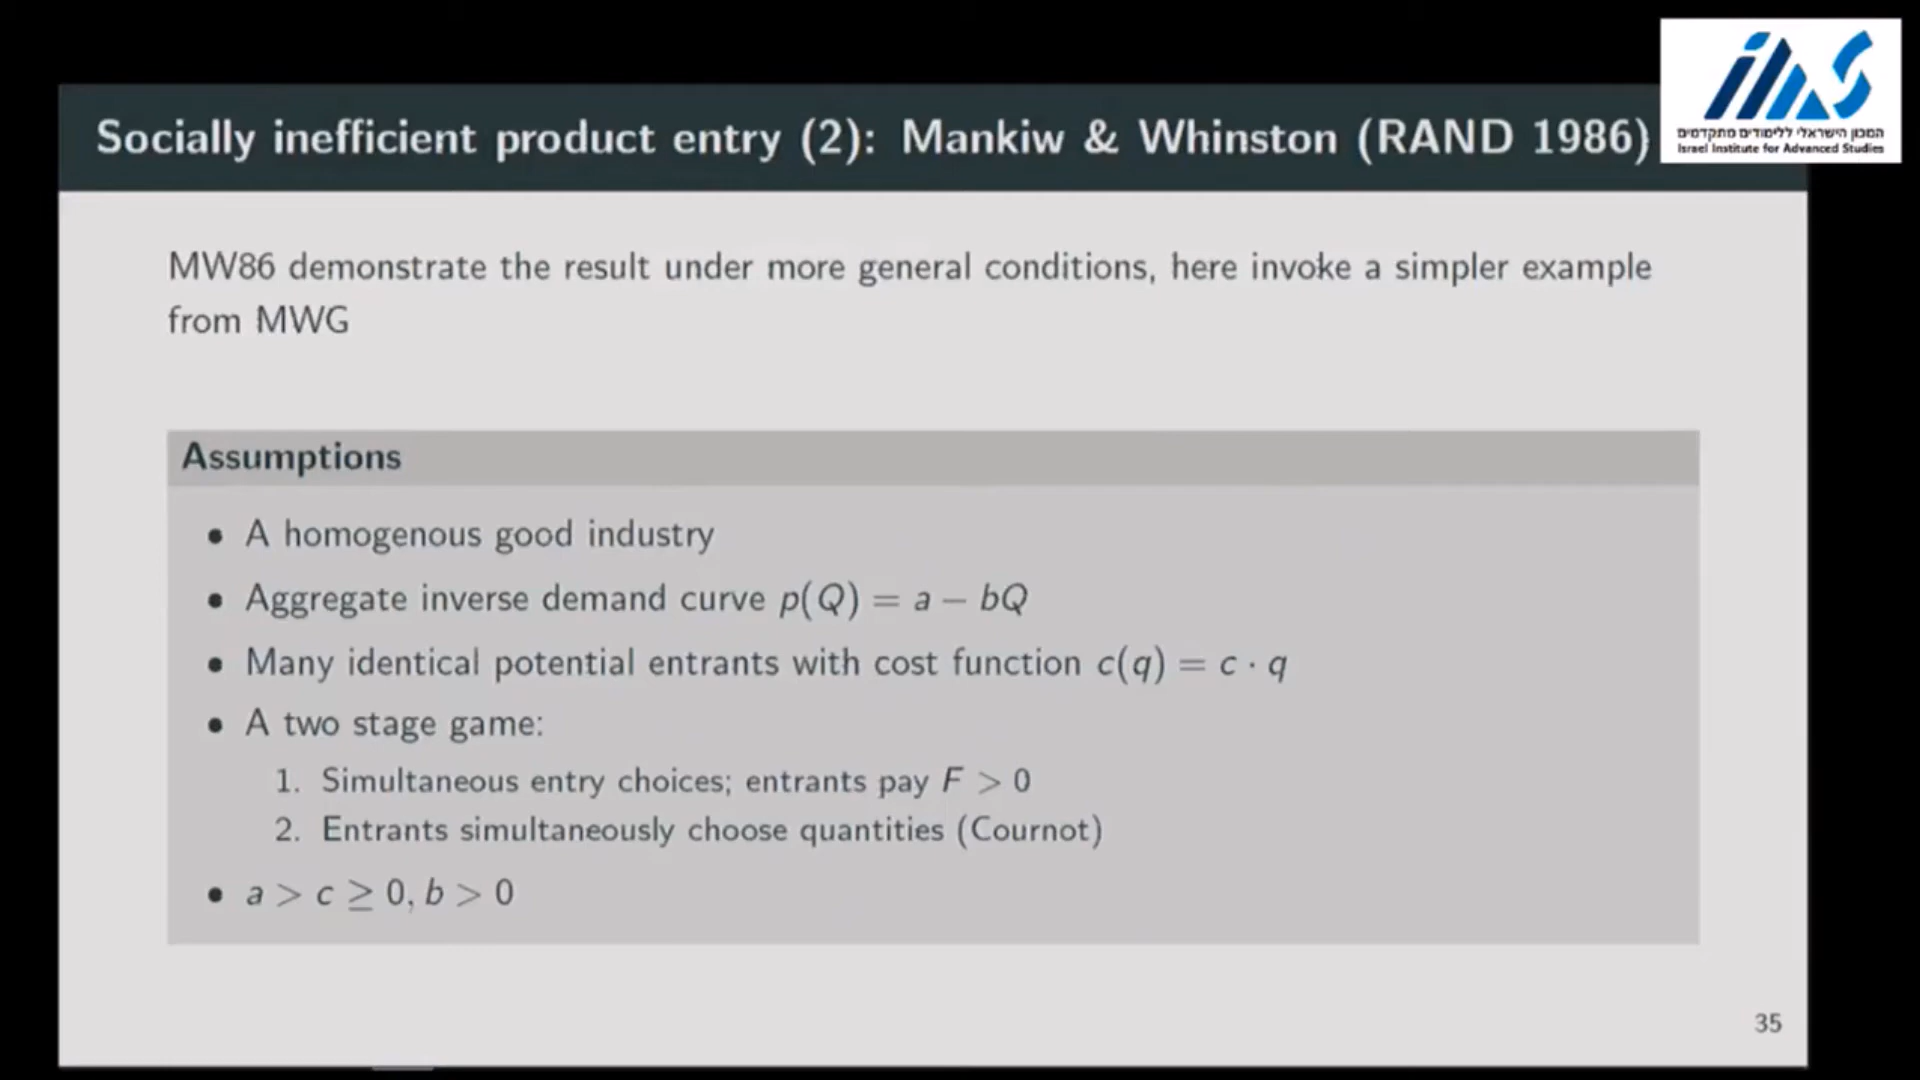 Socially inefficient product entry (2): Mankiw & Whinston (RAND 1986)
המכון הישראלי ללימודים מתקדמים
Israel Institute for Advanced Studies
MW86 demonstrate the result under more general conditions, here invoke a simpler example
from MWG
Assumptions
• A homogenous good industry
• Aggregate inverse demand curve p(Q) = a − bQ
• Many identical potential entrants with cost function c(q) = c · q
• A two stage game:
1. Simultaneous entry choices; entrants pay F > 0
2. Entrants simultaneously choose quantities (Cournot)
• a > c ≥ 0, b > 0
35